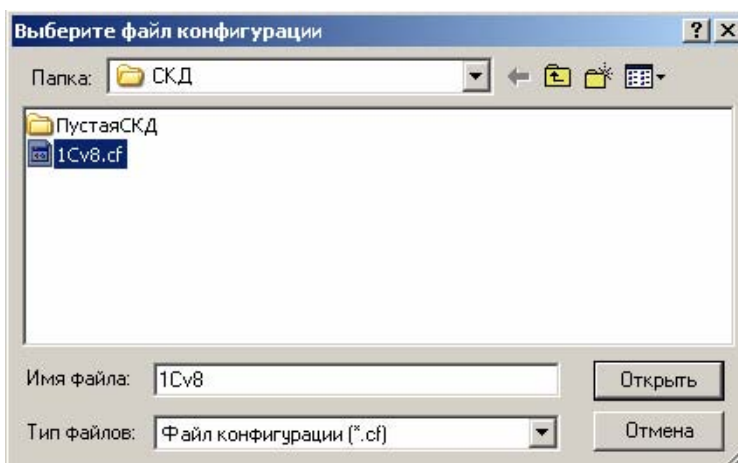 Выберите файл конфигурации
Папка: СКД
ПустаяСКД
1Cv8.cf
Имя файла: 1Cv8 Открыть
Тип файлов: Файл конфигурации (*.cf) Отмена